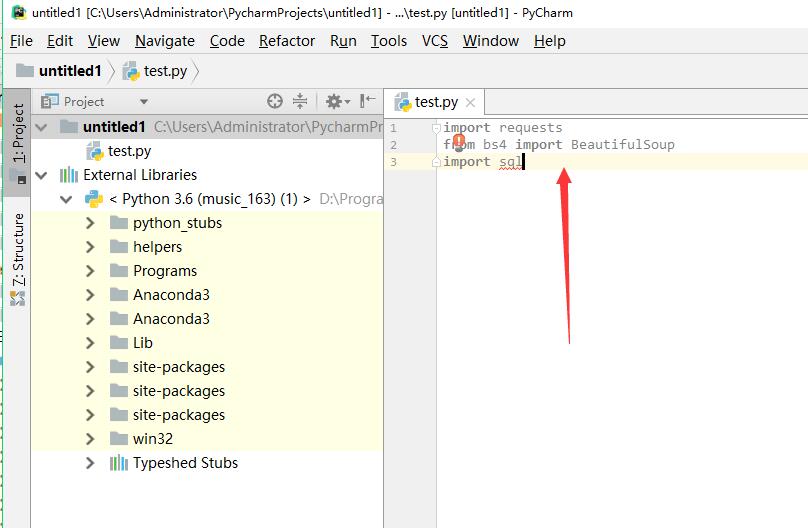 untitled1 [C:\Users\Administrator\PycharmProjects\untitled1] - ...\test.py [untitled1] - PyCharm
File Edit View Navigate Code Refactor Run Tools VCS Window Help
untitled1 test.py
1: Project
Z: Structure
Project
untitled1 C:\Users\Administrator\PycharmPr
test.py
External Libraries
< Python 3.6 (music_163) (1) > D:\Progra
python_stubs
helpers
Programs
Anaconda3
Anaconda3
Lib
site-packages
site-packages
site-packages
win32
Typeshed Stubs
test.py
1 import requests
2 from bs4 import BeautifulSoup
3 import sql